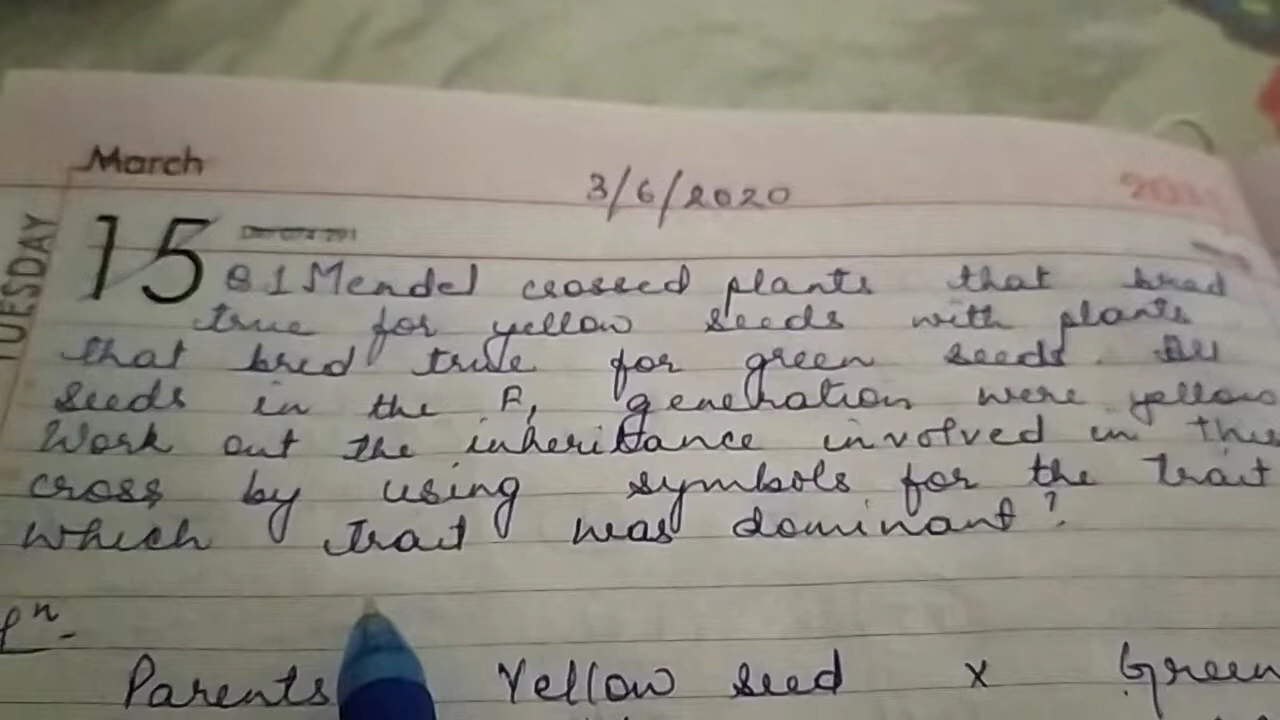 March
3/6/2020
TUESDAY
15
Q1 Mendel crossed plants that bred
true for yellow seeds with plants
that bred true for green seeds. All
seeds in the F1 generation were yellow
Work out the inheritance involved in this
cross by using symbols for the trait
which trait was dominant?
Parents Yellow seed x Green